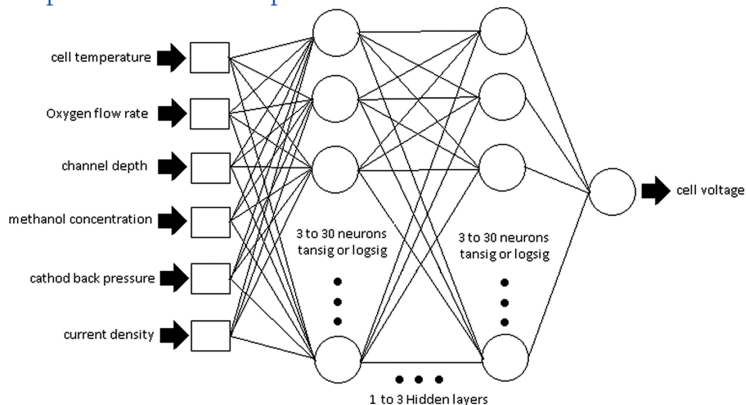 cell temperature
Oxygen flow rate
channel depth
methanol concentration
cathod back pressure
current density
3 to 30 neurons
tansig or logsig
3 to 30 neurons
tansig or logsig
1 to 3 Hidden layers
cell voltage